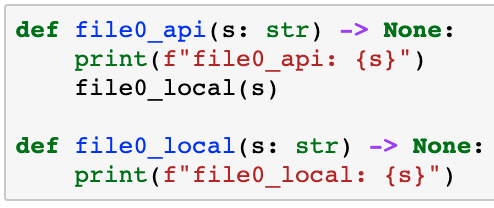 def file0_api(s: str) -> None:
    print(f"file0_api: {s}")
    file0_local(s)

def file0_local(s: str) -> None:
    print(f"file0_local: {s}")